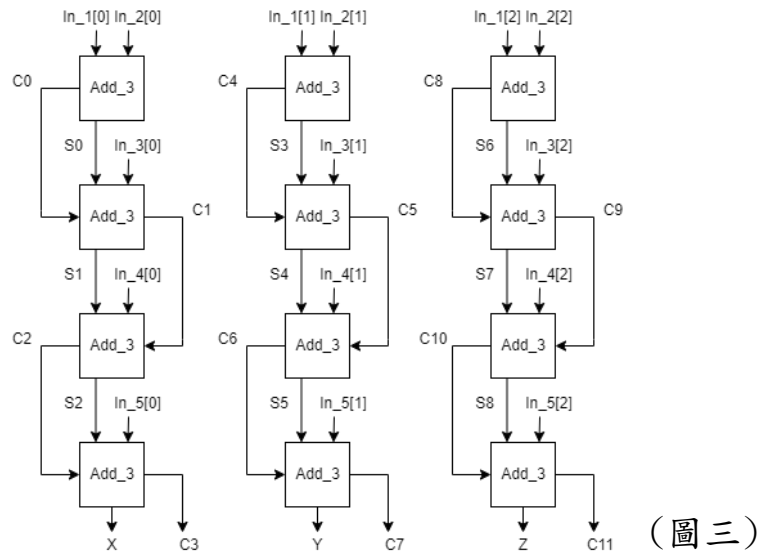 In_1[0] In_2[0] In_1[1] In_2[1] In_1[2] In_2[2]
C0 Add_3 C4 Add_3 C8 Add_3
S0 In_3[0] S3 In_3[1] S6 In_3[2]
Add_3 C1 Add_3 C5 Add_3 C9
S1 In_4[0] S4 In_4[1] S7 In_4[2]
C2 Add_3 C6 Add_3 C10 Add_3
S2 In_5[0] S5 In_5[1] S8 In_5[2]
Add_3 Add_3 Add_3
X C3 Y C7 Z C11
(圖三)